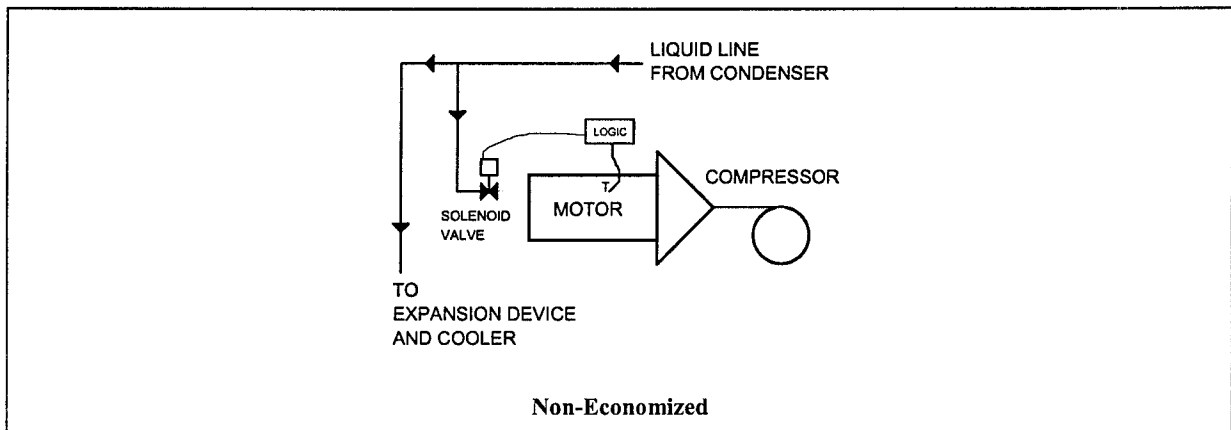 LIQUID LINE
FROM CONDENSER
LOGIC
COMPRESSOR
T
MOTOR
SOLENOID
VALVE
TO
EXPANSION DEVICE
AND COOLER
Non-Economized